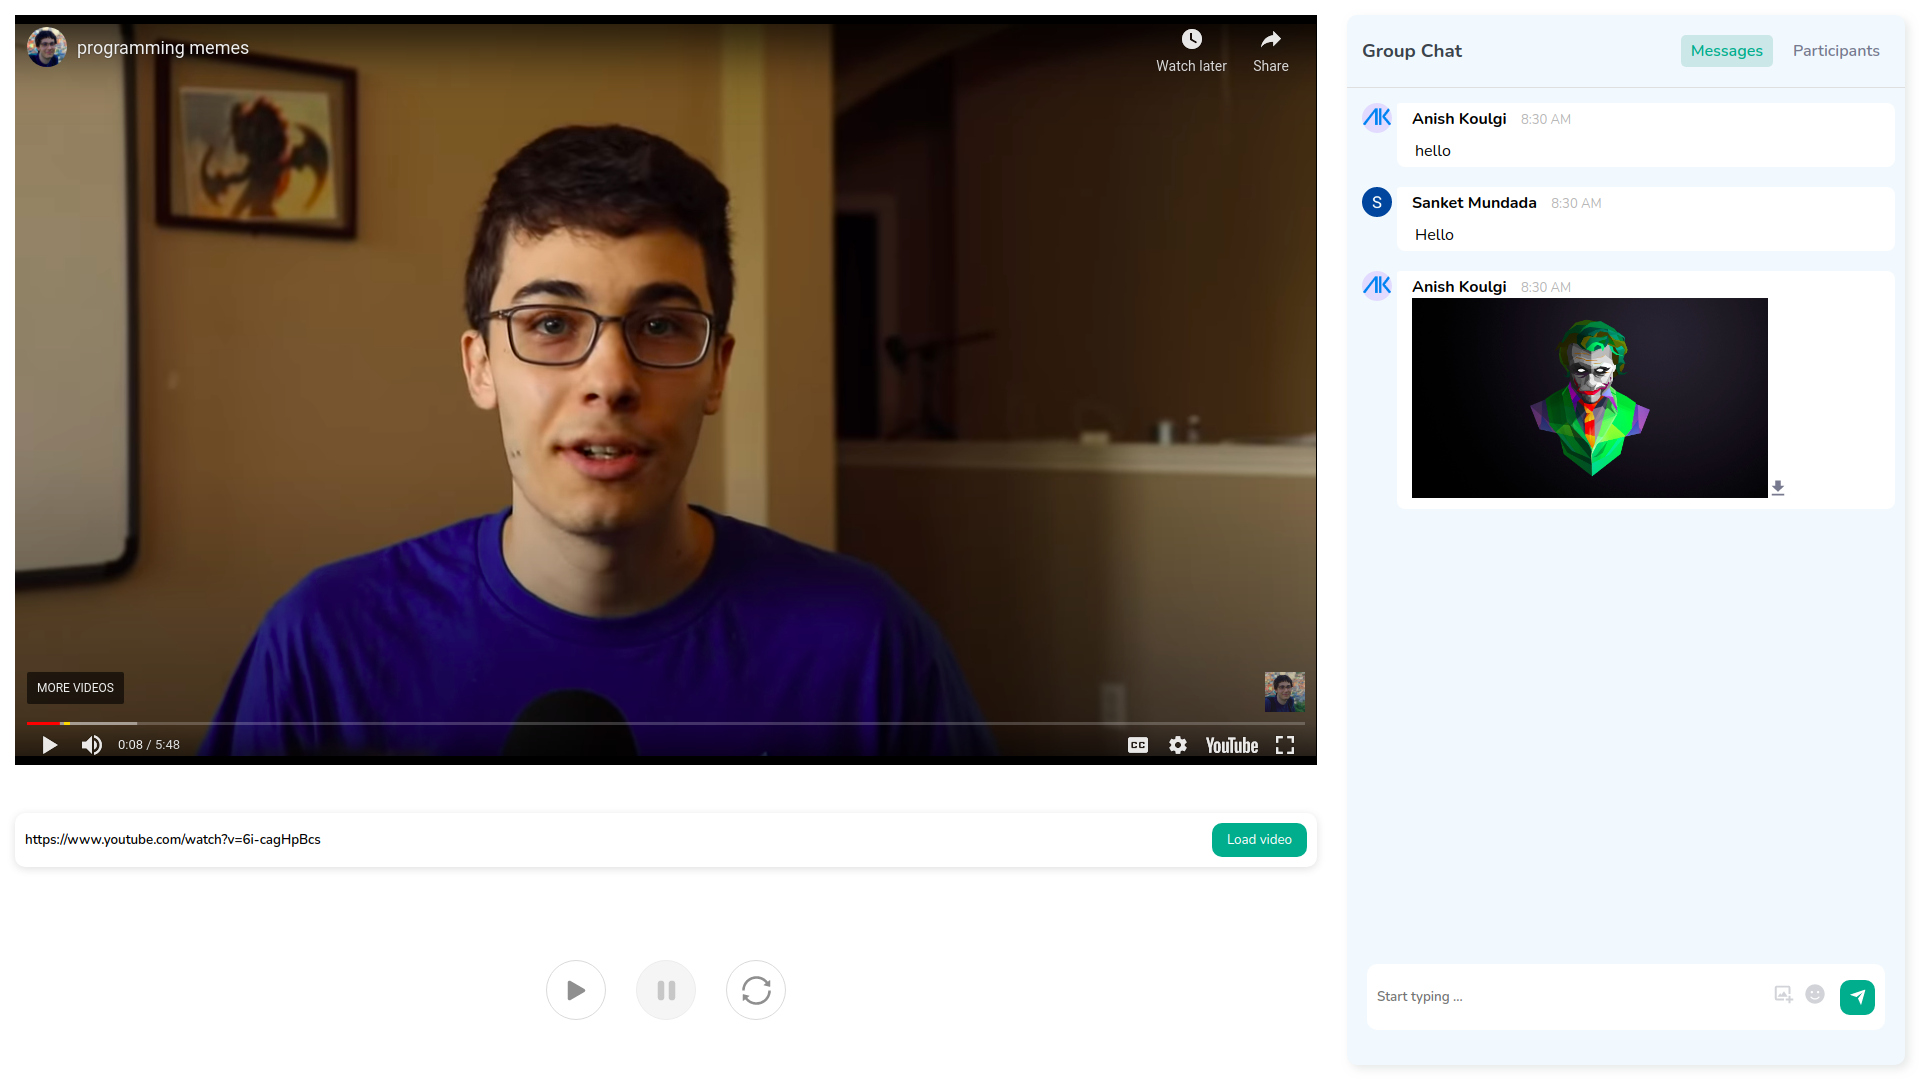 programming memes
Watch later
Share
MORE VIDEOS
0:08 / 5:48
CC
YouTube
https://www.youtube.com/watch?v=6i-cagHpBcs
Load video
Group Chat
Messages
Participants
AK
Anish Koulgi 8:30 AM
hello
S
Sanket Mundada 8:30 AM
Hello
AK
Anish Koulgi 8:30 AM
Start typing ...